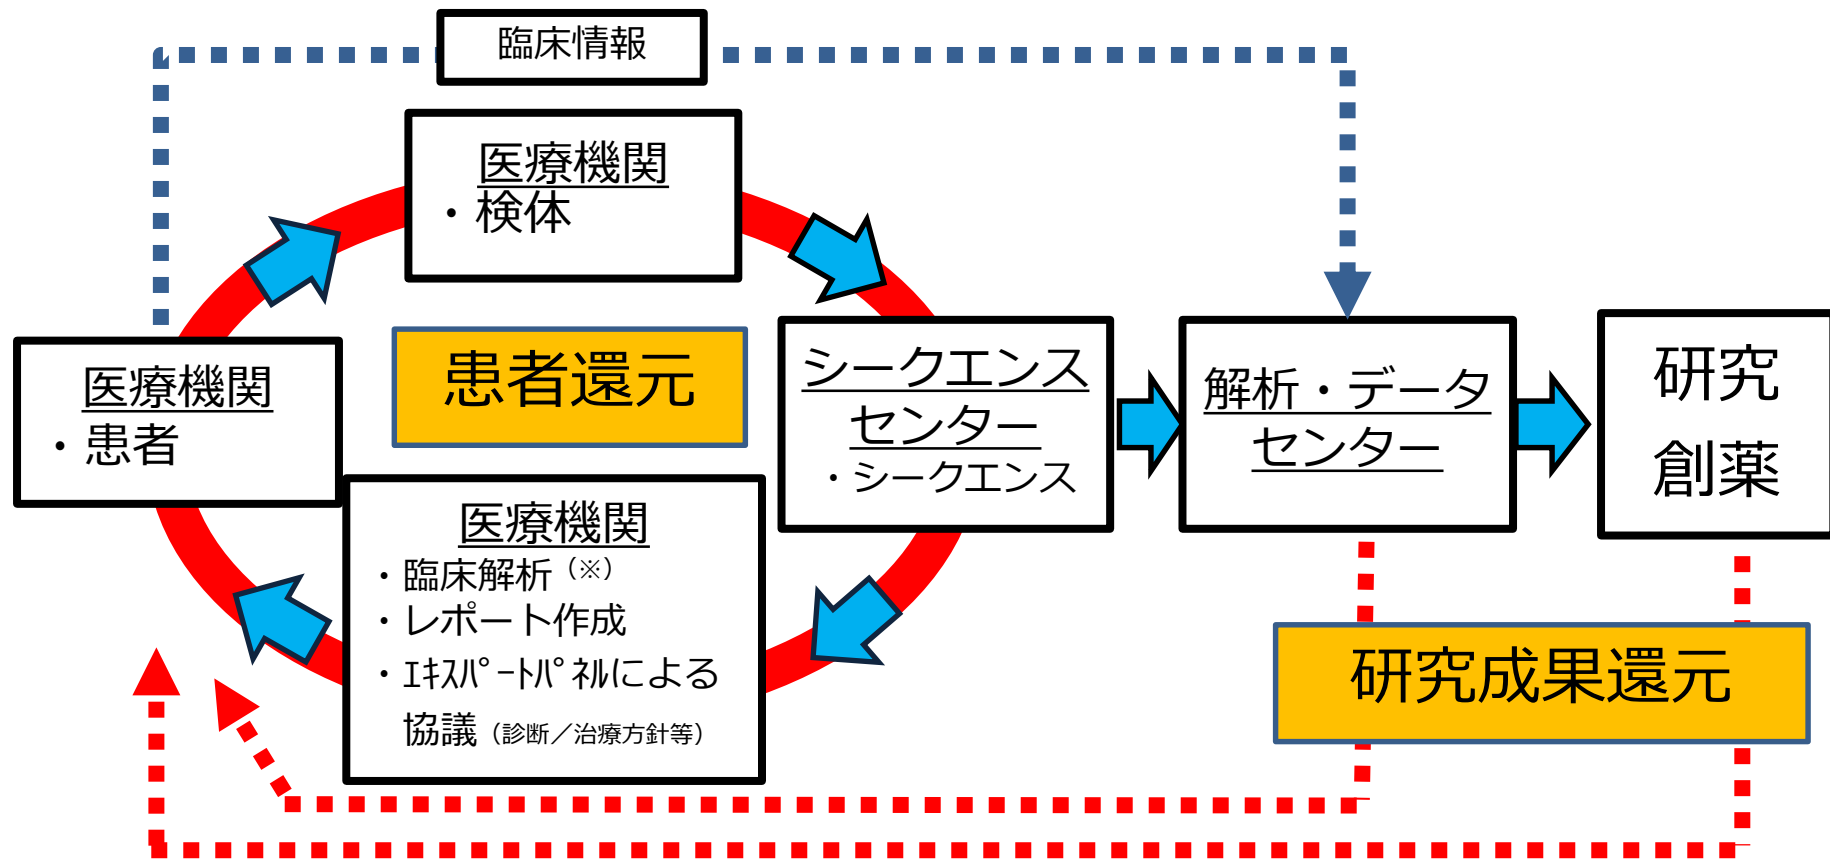 臨床情報
医療機関
・検体
医療機関
・患者
患者還元
シークエンス
センター
・シークエンス
解析・データ
センター
研究
創薬
医療機関
・臨床解析（※）
・レポート作成
・ｴｷｽﾊﾟｰﾄﾊﾟﾈﾙによる
協議（診断／治療方針等）
研究成果還元